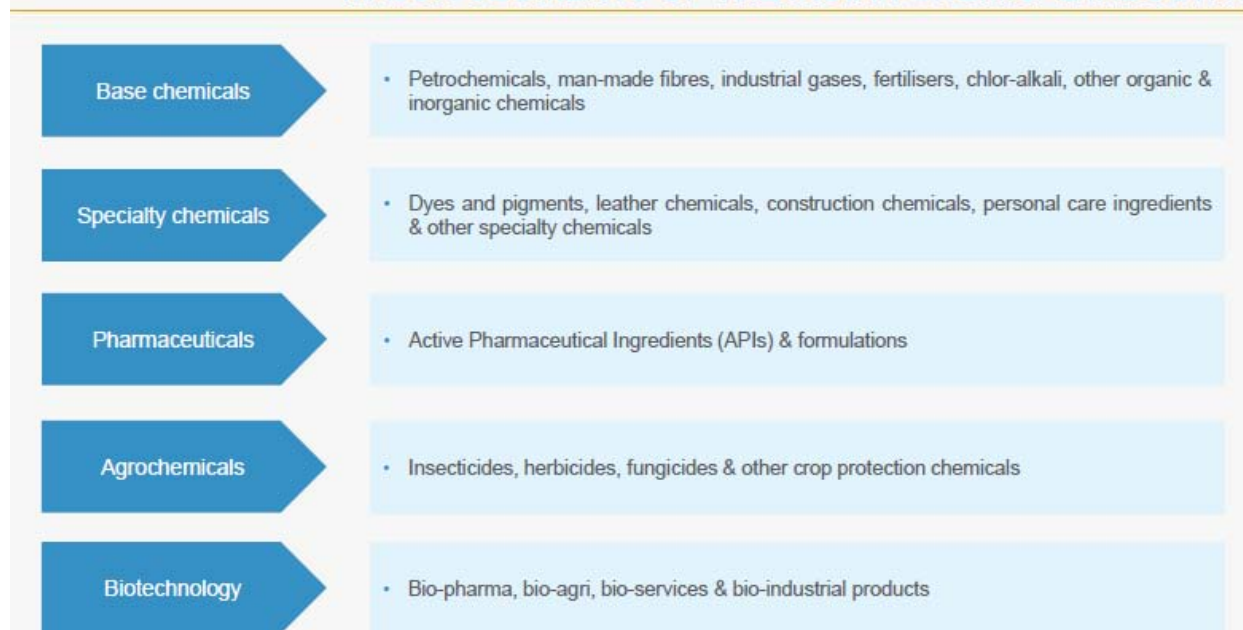 Base chemicals
• Petrochemicals, man-made fibres, industrial gases, fertilisers, chlor-alkali, other organic &
inorganic chemicals
Specialty chemicals
• Dyes and pigments, leather chemicals, construction chemicals, personal care ingredients
& other specialty chemicals
Pharmaceuticals
• Active Pharmaceutical Ingredients (APIs) & formulations
Agrochemicals
• Insecticides, herbicides, fungicides & other crop protection chemicals
Biotechnology
• Bio-pharma, bio-agri, bio-services & bio-industrial products